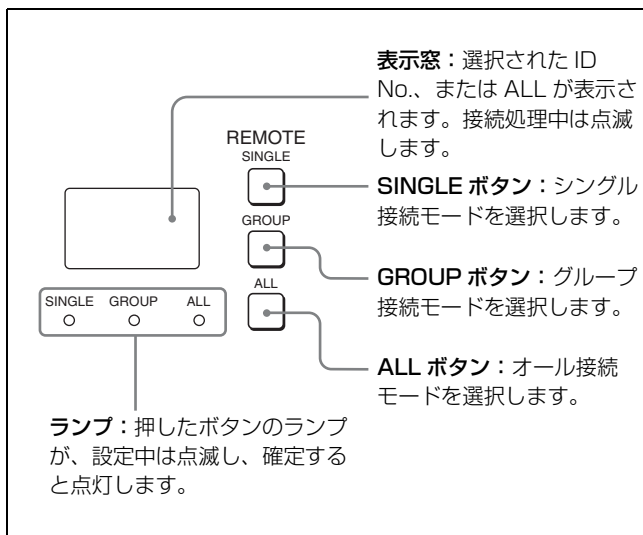 表示窓：選択された ID
No.、または ALL が表示さ
れます。接続処理中は点滅
します。
REMOTE
SINGLE
SINGLE ボタン：シングル
接続モードを選択します。
GROUP
GROUP ボタン：グループ
接続モードを選択します。
ALL
ALL ボタン：オール接続
モードを選択します。
SINGLE GROUP ALL
ランプ：押したボタンのランプ
が、設定中は点滅し、確定する
と点灯します。